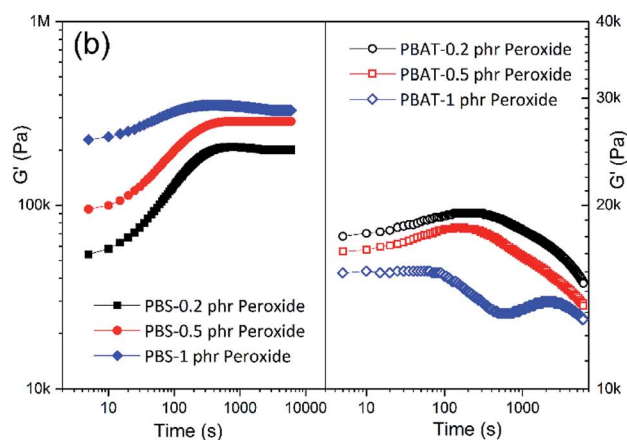 (b)
1M
100k
10k
G' (Pa)
PBS-0.2 phr Peroxide
PBS-0.5 phr Peroxide
PBS-1 phr Peroxide
10 100 1000 10000
Time (s)
PBAT-0.2 phr Peroxide
PBAT-0.5 phr Peroxide
PBAT-1 phr Peroxide
10 100 1000
Time (s)
40k
30k
20k
10k
G' (Pa)